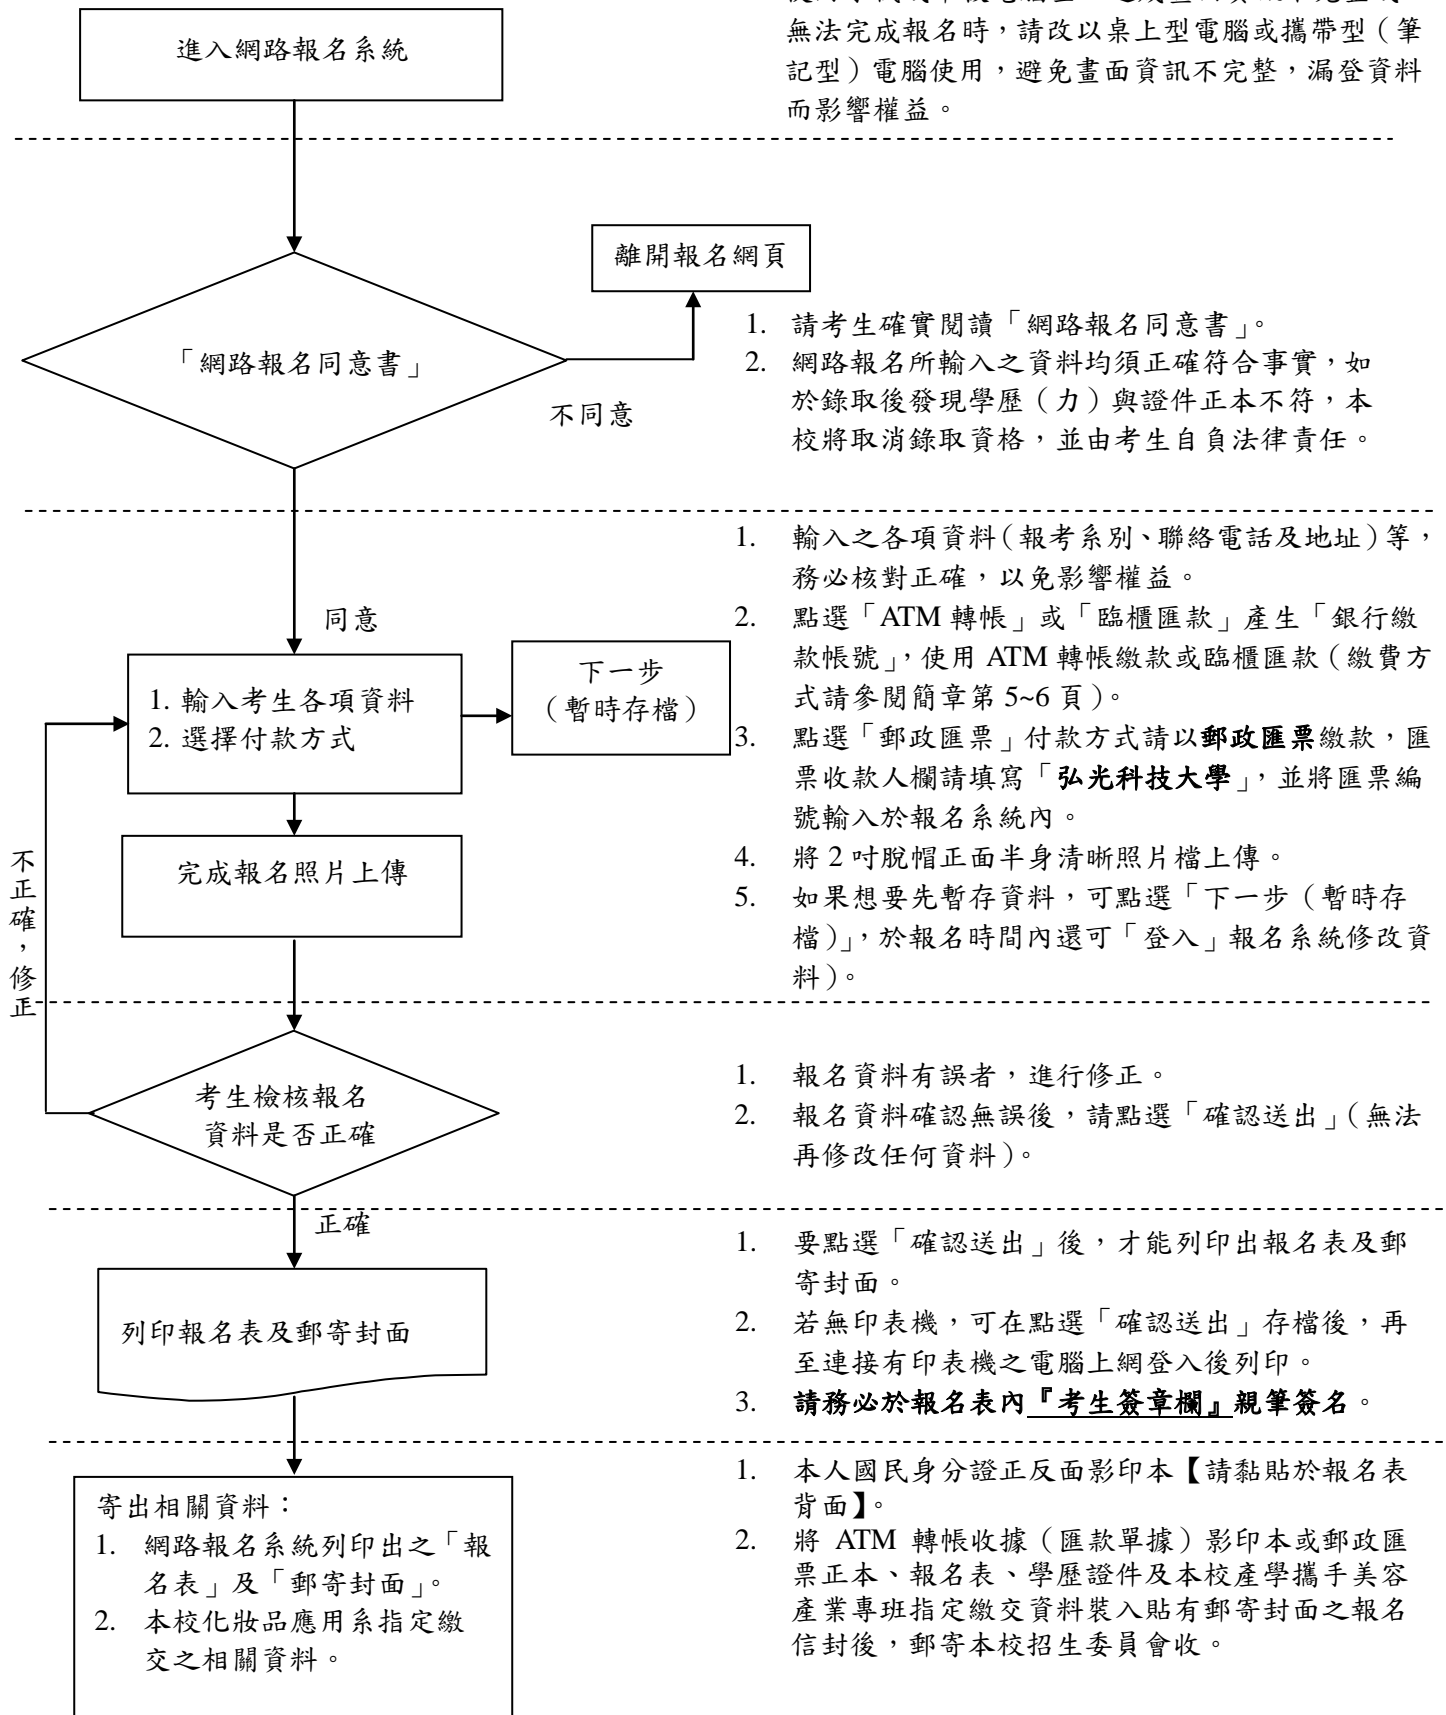 進入網路報名系統
無法完成報名時，請改以桌上型電腦或攜帶型（筆
記型）電腦使用，避免畫面資訊不完整，漏登資料
而影響權益。
離開報名網頁
「網路報名同意書」
不同意
1. 請考生確實閱讀「網路報名同意書」。
2. 網路報名所輸入之資料均須正確符合事實，如
於錄取後發現學歷（力）與證件正本不符，本
校將取消錄取資格，並由考生自負法律責任。
同意
1. 輸入考生各項資料
2. 選擇付款方式
下一步
（暫時存檔）
完成報名照片上傳
不正確，修正
1. 輸入之各項資料（報考系別、聯絡電話及地址）等，
務必核對正確，以免影響權益。
2. 點選「ATM 轉帳」或「臨櫃匯款」產生「銀行繳
款帳號」，使用 ATM 轉帳繳款或臨櫃匯款（繳費方
式請參閱簡章第 5~6 頁）。
3. 點選「郵政匯票」付款方式請以郵政匯票繳款，匯
票收款人欄請填寫「弘光科技大學」，並將匯票編
號輸入於報名系統內。
4. 將 2 吋脫帽正面半身清晰照片檔上傳。
5. 如果想要先暫存資料，可點選「下一步（暫時存
檔）」，於報名時間內還可「登入」報名系統修改資
料）。
考生檢核報名
資料是否正確
1. 報名資料有誤者，進行修正。
2. 報名資料確認無誤後，請點選「確認送出」（無法
再修改任何資料）。
正確
列印報名表及郵寄封面
1. 要點選「確認送出」後，才能列印出報名表及郵
寄封面。
2. 若無印表機，可在點選「確認送出」存檔後，再
至連接有印表機之電腦上網登入後列印。
3. 請務必於報名表內『考生簽章欄』親筆簽名。
寄出相關資料：
1. 網路報名系統列印出之「報
名表」及「郵寄封面」。
2. 本校化妝品應用系指定繳
交之相關資料。
1. 本人國民身分證正反面影印本【請黏貼於報名表
背面】。
2. 將 ATM 轉帳收據（匯款單據）影印本或郵政匯
票正本、報名表、學歷證件及本校產學攜手美容
產業專班指定繳交資料裝入貼有郵寄封面之報名
信封後，郵寄本校招生委員會收。